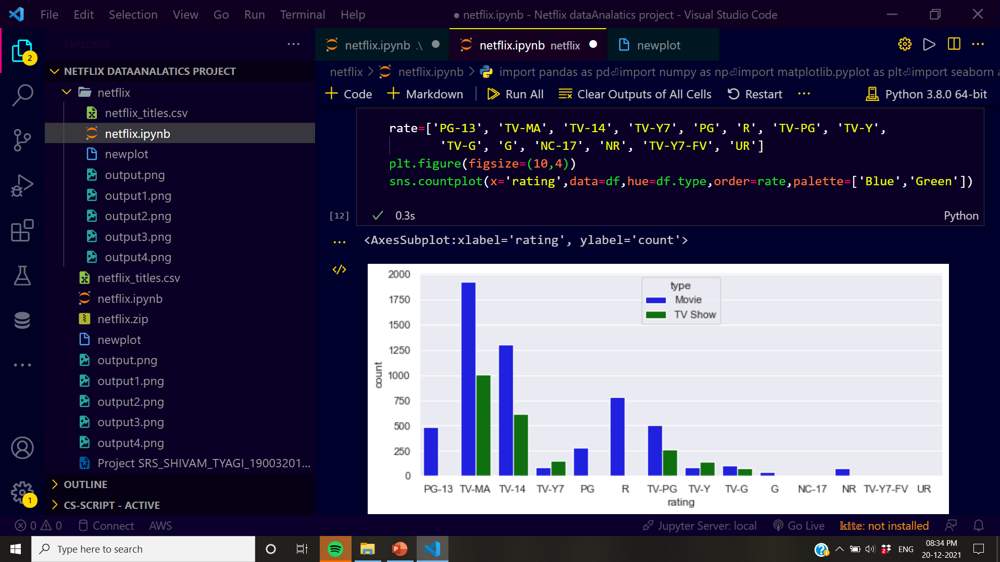 File Edit Selection View Go Run Terminal Help
● netflix.ipynb - Netflix dataAnalatics project - Visual Studio Code
EXPLORER
netflix.ipynb .\
netflix.ipynb netflix
newplot
2
NETFLIX DATAANALATICS PROJECT
netflix
netflix_titles.csv
netflix.ipynb
newplot
output.png
output1.png
output2.png
output3.png
output4.png
netflix_titles.csv
netflix.ipynb
netflix.zip
newplot
output.png
output1.png
output2.png
output3.png
output4.png
Project SRS_SHIVAM_TYAGI_19003201...
OUTLINE
1
CS-SCRIPT - ACTIVE
netflix > netflix.ipynb > import pandas as pd⏎import numpy as np⏎import matplotlib.pyplot as plt⏎import seaborn a
Code Markdown Run All Clear Outputs of All Cells Restart ··· Python 3.8.0 64-bit
rate=['PG-13', 'TV-MA', 'TV-14', 'TV-Y7', 'PG', 'R', 'TV-PG', 'TV-Y',
'TV-G', 'G', 'NC-17', 'NR', 'TV-Y7-FV', 'UR']
plt.figure(figsize=(10,4))
sns.countplot(x='rating',data=df,hue=df.type,order=rate,palette=['Blue','Green'])
[12] 0.3s Python
<AxesSubplot:xlabel='rating', ylabel='count'>
type
Movie
TV Show
2000
1750
1500
1250
1000
750
500
250
0
count
PG-13 TV-MA TV-14 TV-Y7 PG R TV-PG TV-Y TV-G G NC-17 NR TV-Y7-FV UR
rating
0 0 Connect AWS
Jupyter Server: local Go Live kite: not installed
Type here to search
P
2
ENG
08:34 PM
20-12-2021